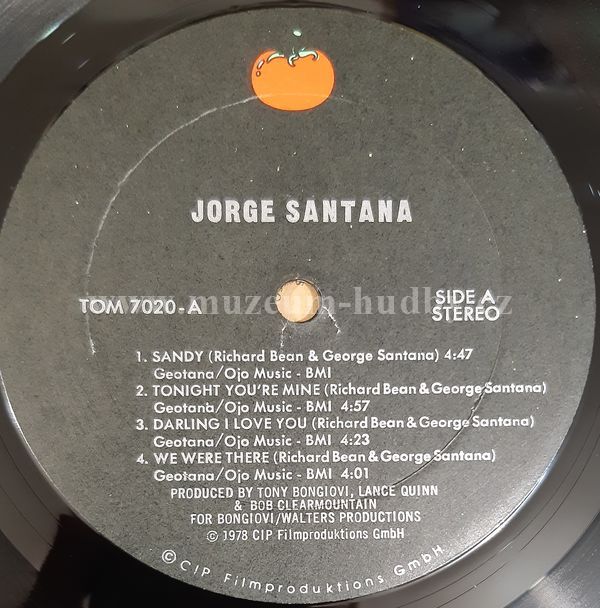 JORGE SANTANA
www.muzeum-hudby.cz
TOM 7020-A
SIDE A
STEREO
1. SANDY (Richard Bean & George Santana) 4:47
Geotana/Ojo Music - BMI
2. TONIGHT YOU'RE MINE (Richard Bean & George Santana)
Geotana/Ojo Music - BMI 4:57
3. DARLING I LOVE YOU (Richard Bean & George Santana)
Geotana/Ojo Music - BMI 4:23
4. WE WERE THERE (Richard Bean & George Santana)
Geotana/Ojo Music - BMI 4:01
PRODUCED BY TONY BONGIOVI, LANCE QUINN
& BOB CLEARMOUNTAIN
FOR BONGIOVI/WALTERS PRODUCTIONS
© 1978 CIP Filmproduktions GmbH
© CIP Filmproduktions GmbH